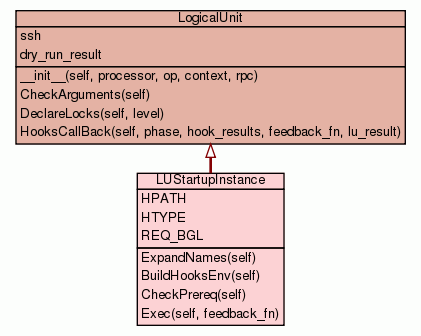 LogicalUnit
ssh
dry_run_result
__init__(self, processor, op, context, rpc)
CheckArguments(self)
DeclareLocks(self, level)
HooksCallBack(self, phase, hook_results, feedback_fn, lu_result)
LUStartupInstance
HPATH
HTYPE
REQ_BGL
ExpandNames(self)
BuildHooksEnv(self)
CheckPrereq(self)
Exec(self, feedback_fn)